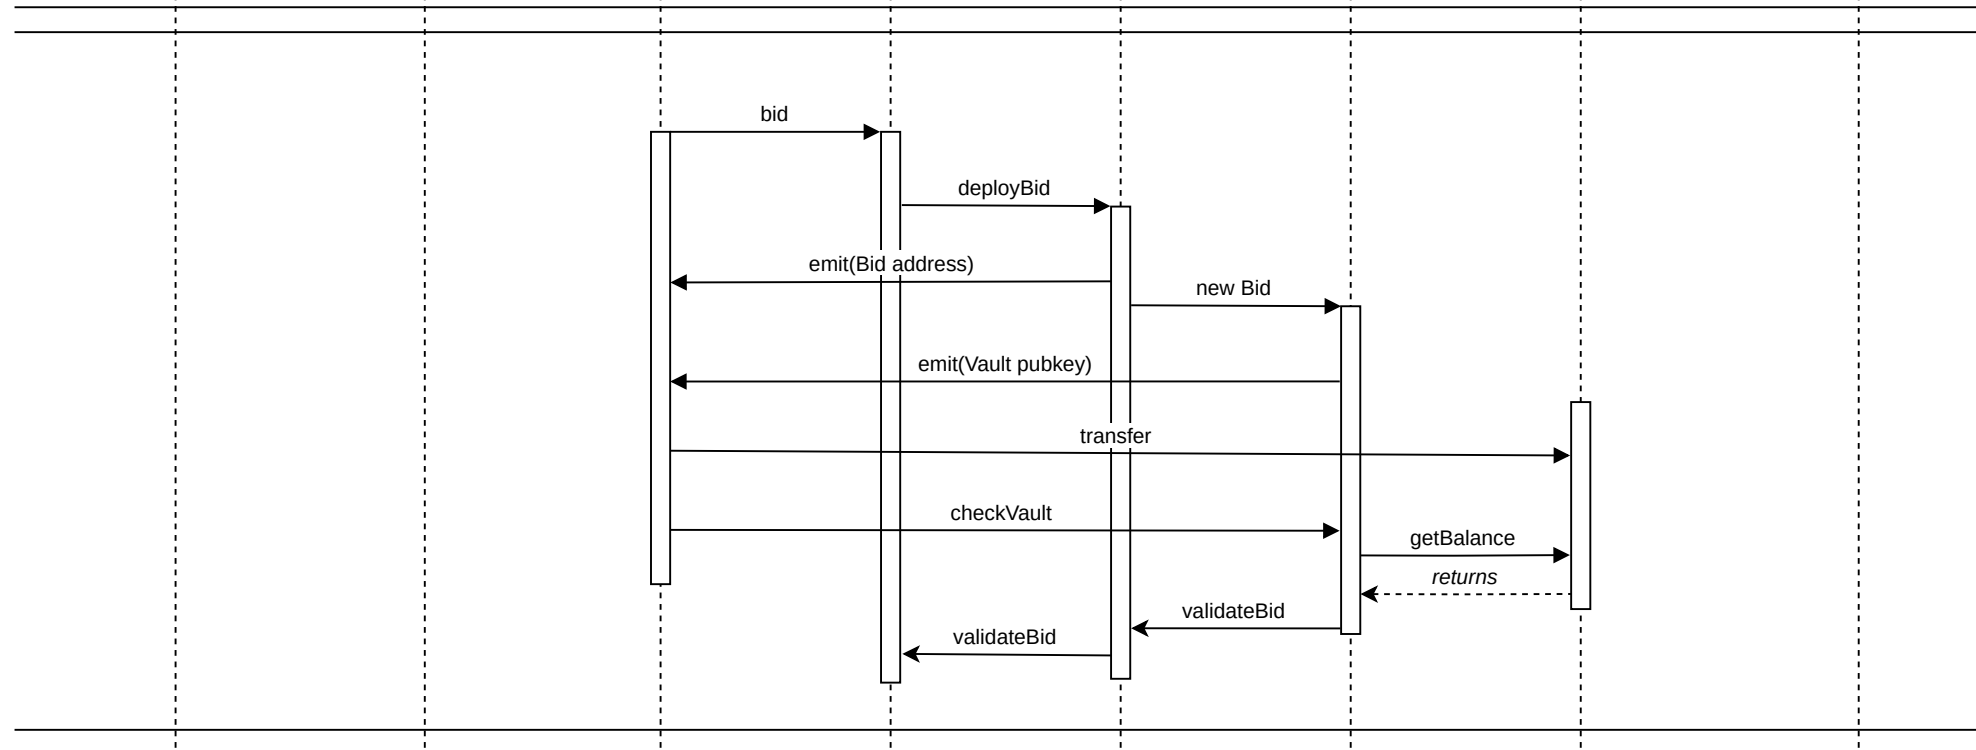 bid
deployBid
emit(Bid address)
new Bid
emit(Vault pubkey)
transfer
checkVault
getBalance
returns
validateBid
validateBid